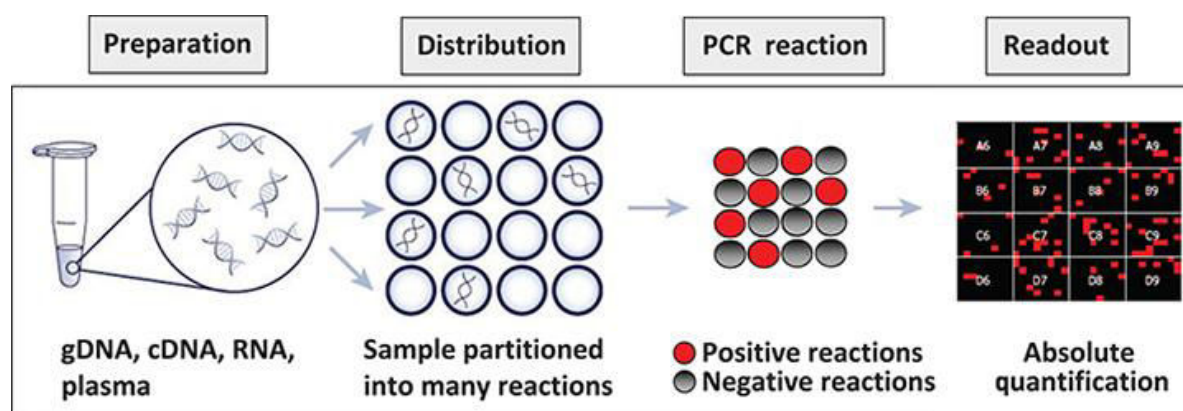 Preparation
Distribution
PCR reaction
Readout
A6 A7 A8 A9
B6 B7 B8 B9
C6 C7 C8 C9
D6 D7 D8 D9
gDNA, cDNA, RNA,
plasma
Sample partitioned
into many reactions
Positive reactions
Negative reactions
Absolute
quantification